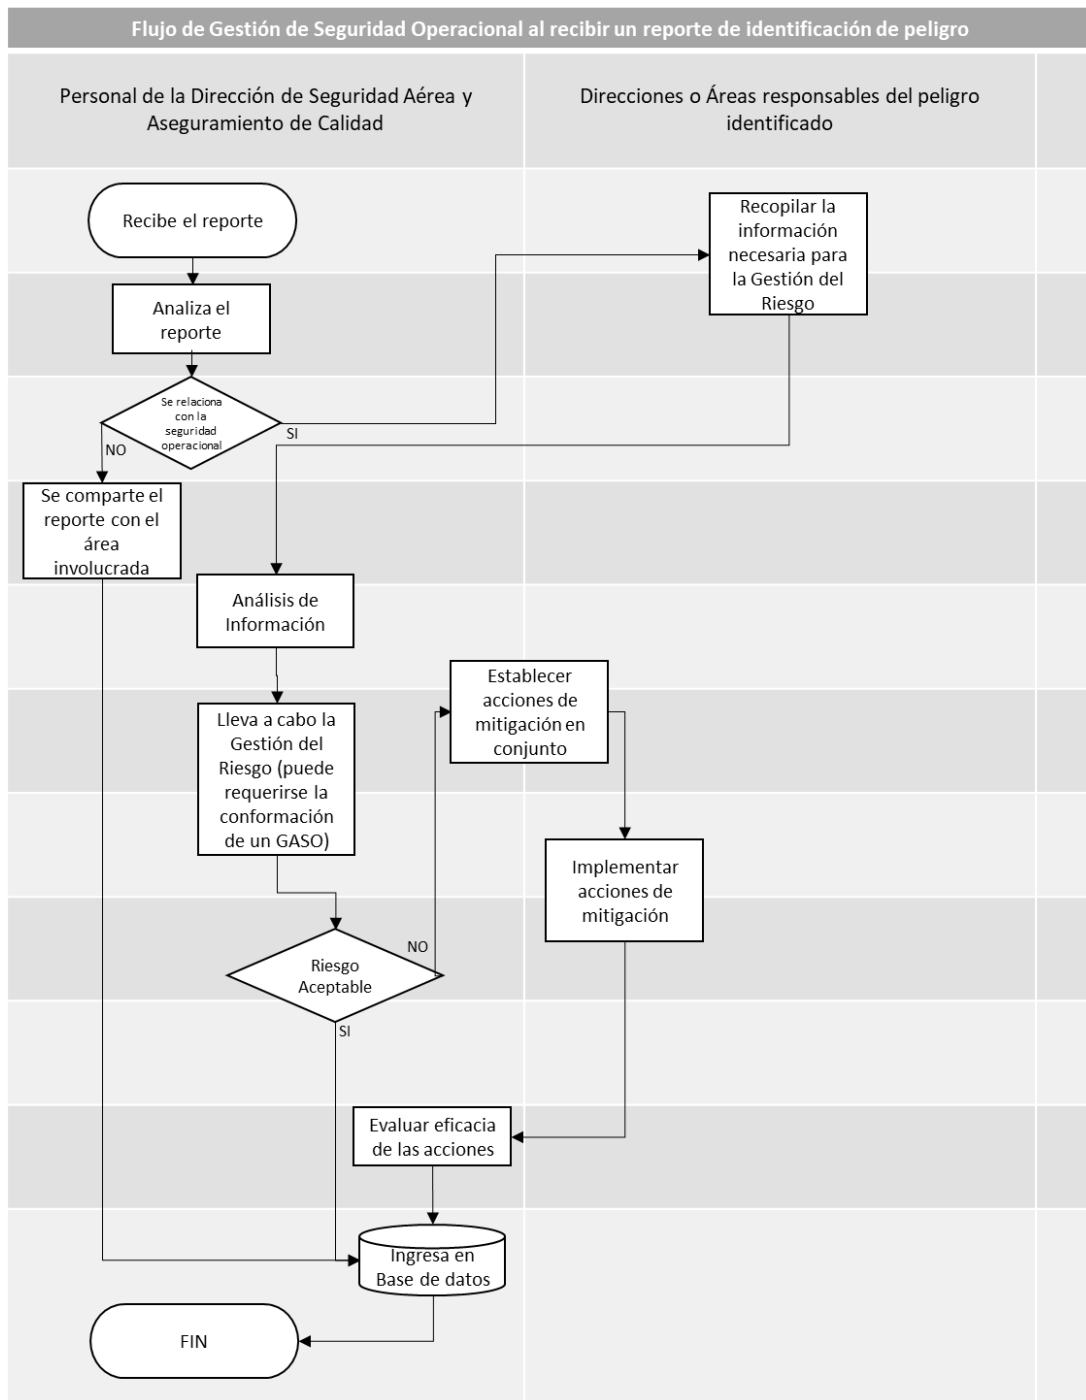 Flujo de Gestión de Seguridad Operacional al recibir un reporte de identificación de peligro
Personal de la Dirección de Seguridad Aérea y
Aseguramiento de Calidad
Direcciones o Áreas responsables del peligro
identificado
Recibe el reporte
Recopilar la
información
necesaria para
la Gestión del
Riesgo
Analiza el
reporte
Se relaciona
con la
seguridad
operacional
SI
NO
Se comparte el
reporte con el
área
involucrada
Análisis de
Información
Establecer
acciones de
mitigación en
conjunto
Lleva a cabo la
Gestión del
Riesgo (puede
requerirse la
conformación
de un GASO)
Implementar
acciones de
mitigación
NO
Riesgo
Aceptable
SI
Evaluar eficacia
de las acciones
Ingresa en
Base de datos
FIN